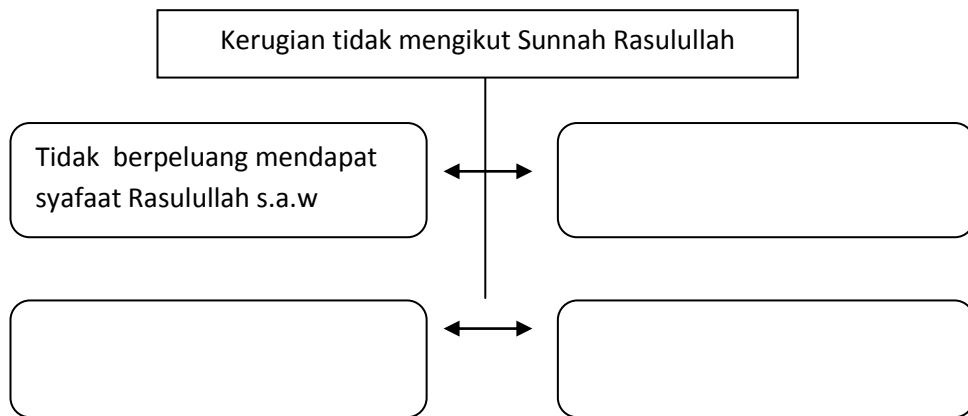 Kerugian tidak mengikut Sunnah Rasulullah
Tidak berpeluang mendapat
syafaat Rasulullah s.a.w